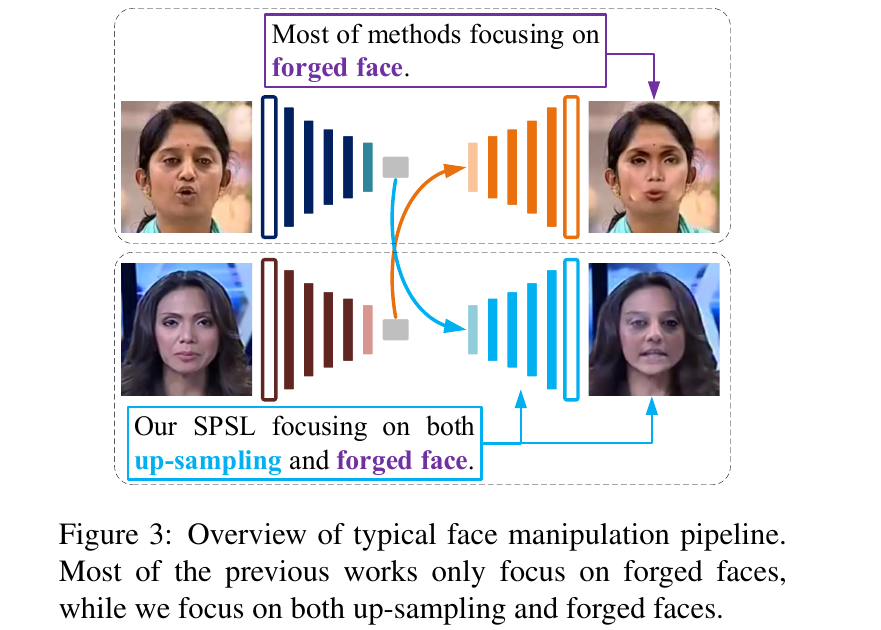 Most of methods focusing on
forged face.
Our SPSL focusing on both
up-sampling and forged face.
Figure 3: Overview of typical face manipulation pipeline.
Most of the previous works only focus on forged faces,
while we focus on both up-sampling and forged faces.